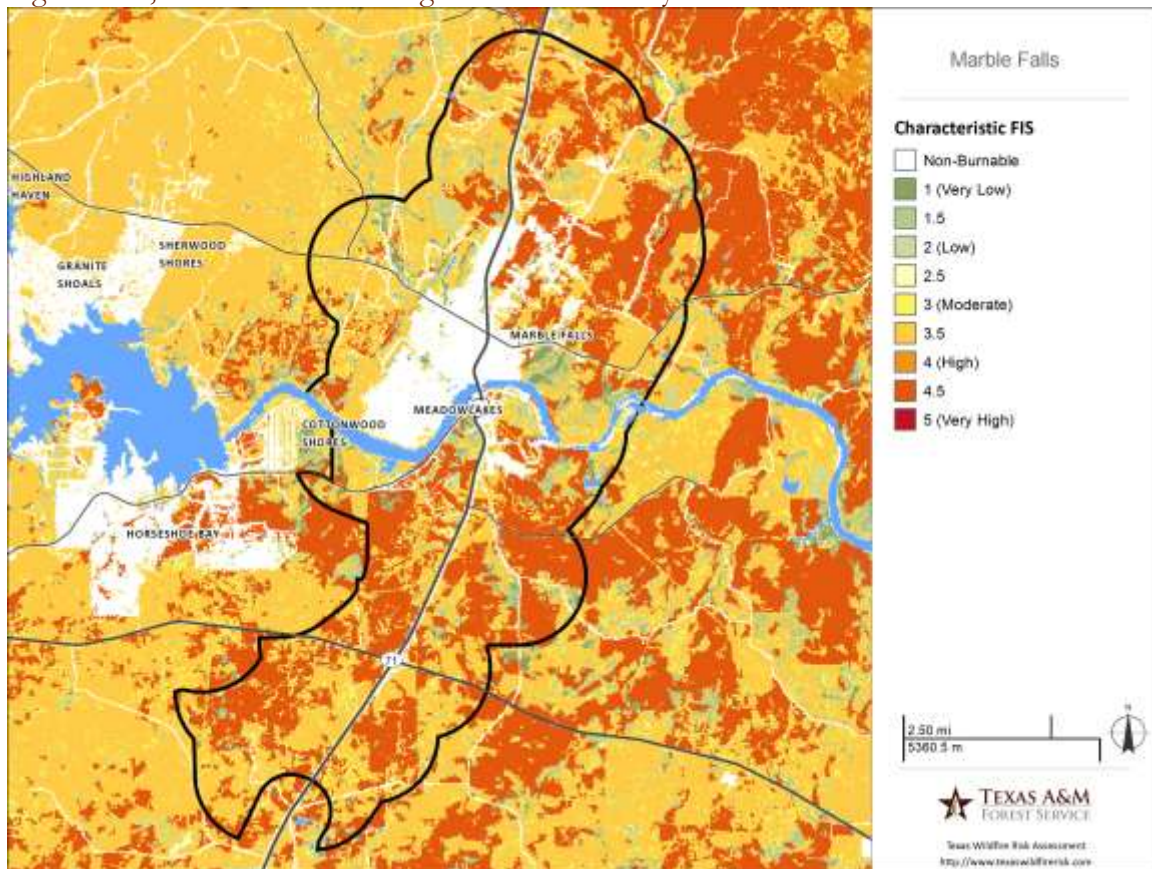 Marble Falls
Characteristic FIS
Non-Burnable
1 (Very Low)
1.5
2 (Low)
2.5
3 (Moderate)
3.5
4 (High)
4.5
5 (Very High)
HIGHLAND
HAVEN
SHERWOOD
SHORES
GRANITE
SHOALS
MARBLE FALLS
MEADOWLAKES
COTTONWOOD
SHORES
HORSESHOE BAY
71
2.50 mi
5360.5 m
N
TEXAS A&M
FOREST SERVICE
Texas Wildfire Risk Assessment
http://www.texaswildfirerisk.com